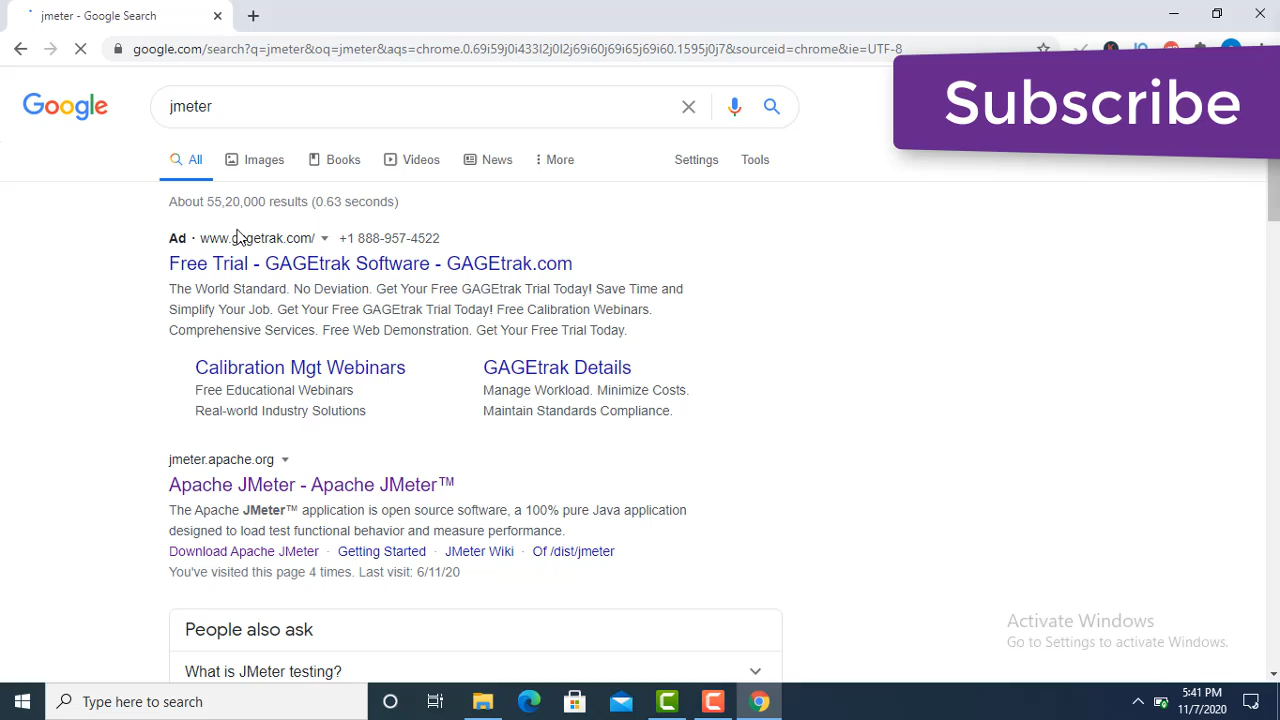 jmeter - Google Search
google.com/search?q=jmeter&oq=jmeter&aqs=chrome.0.69i59j0i433l2j0l2j69i60j69i65j69i60.1595j0j7&sourceid=chrome&ie=UTF-8
Subscribe
Google
jmeter
All
Images
Books
Videos
News
More
Settings
Tools
About 55,20,000 results (0.63 seconds)
Ad · www.gagetrak.com/ +1 888-957-4522
Free Trial - GAGEtrak Software - GAGEtrak.com
The World Standard. No Deviation. Get Your Free GAGEtrak Trial Today! Save Time and
Simplify Your Job. Get Your Free GAGEtrak Trial Today! Free Calibration Webinars.
Comprehensive Services. Free Web Demonstration. Get Your Free Trial Today.
Calibration Mgt Webinars
Free Educational Webinars
Real-world Industry Solutions
GAGEtrak Details
Manage Workload. Minimize Costs.
Maintain Standards Compliance.
jmeter.apache.org
Apache JMeter - Apache JMeter™
The Apache JMeter™ application is open source software, a 100% pure Java application
designed to load test functional behavior and measure performance.
Download Apache JMeter · Getting Started · JMeter Wiki · Of /dist/jmeter
You've visited this page 4 times. Last visit: 6/11/20
People also ask
What is JMeter testing?
Activate Windows
Go to Settings to activate Windows.
Type here to search
5:41 PM
11/7/2020